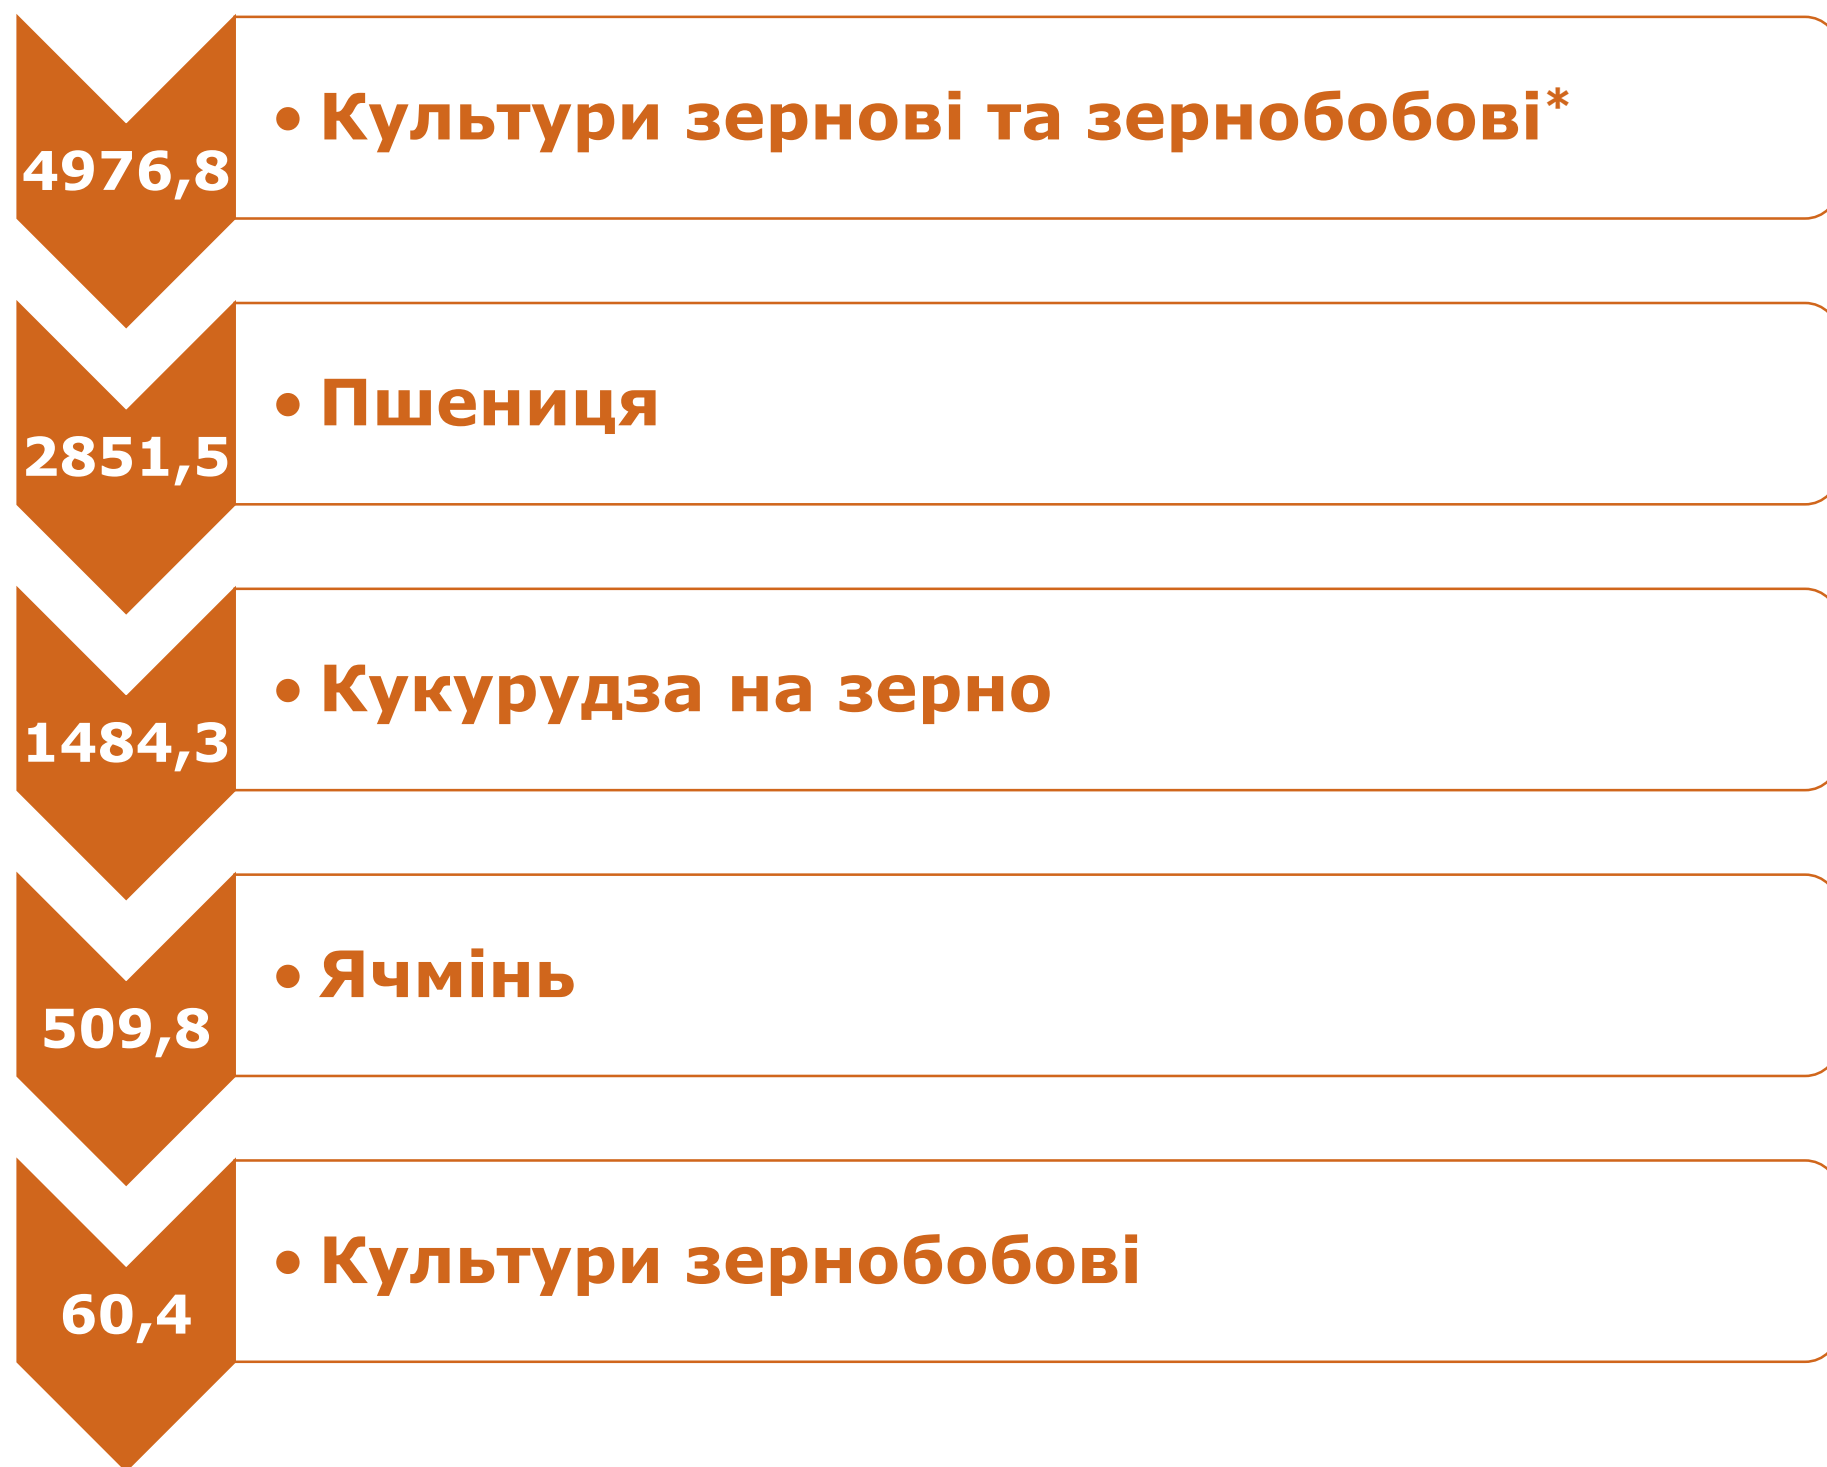 4976,8
• Культури зернові та зернобобові*
2851,5
• Пшениця
1484,3
• Кукурудза на зерно
509,8
• Ячмінь
60,4
• Культури зернобобові